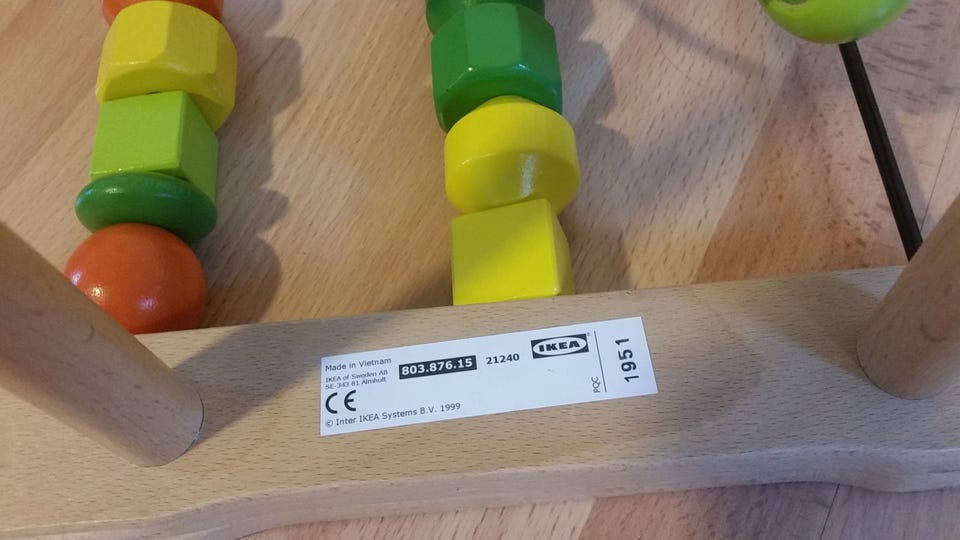 Made in Vietnam
IKEA of Sweden AB
SE-343 81 Älmhult
803.876.15
21240
IKEA®
CE
© Inter IKEA Systems B.V. 1999
PQC
1951